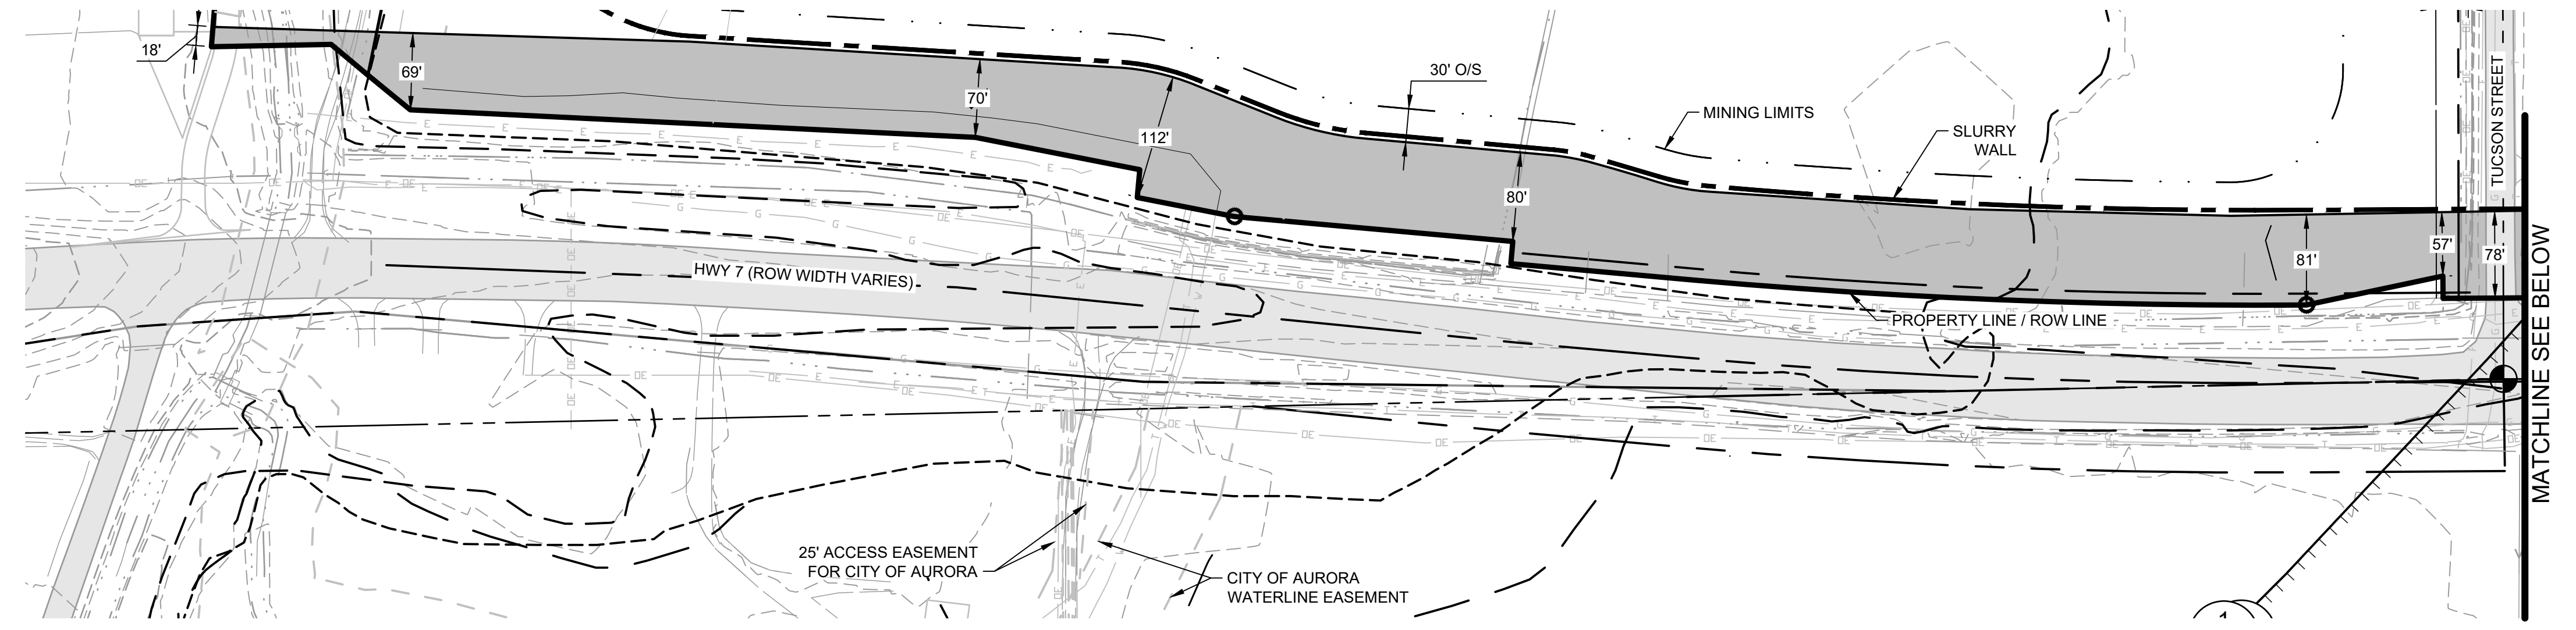 18'
69'
70'
112'
30' O/S
80'
MINING LIMITS
SLURRY
WALL
TUCSON STREET
81'
57'
78'
MATCHLINE SEE BELOW
HWY 7 (ROW WIDTH VARIES)
PROPERTY LINE / ROW LINE
25' ACCESS EASEMENT
FOR CITY OF AURORA
CITY OF AURORA
WATERLINE EASEMENT